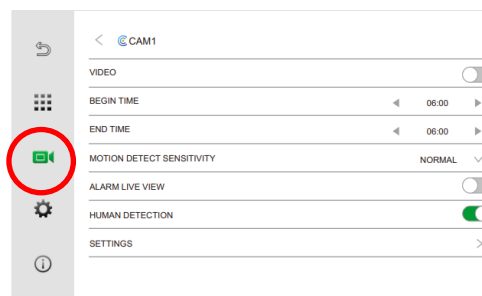 CAM1
VIDEO
BEGIN TIME 06:00
END TIME 06:00
MOTION DETECT SENSITIVITY NORMAL
ALARM LIVE VIEW
HUMAN DETECTION
SETTINGS